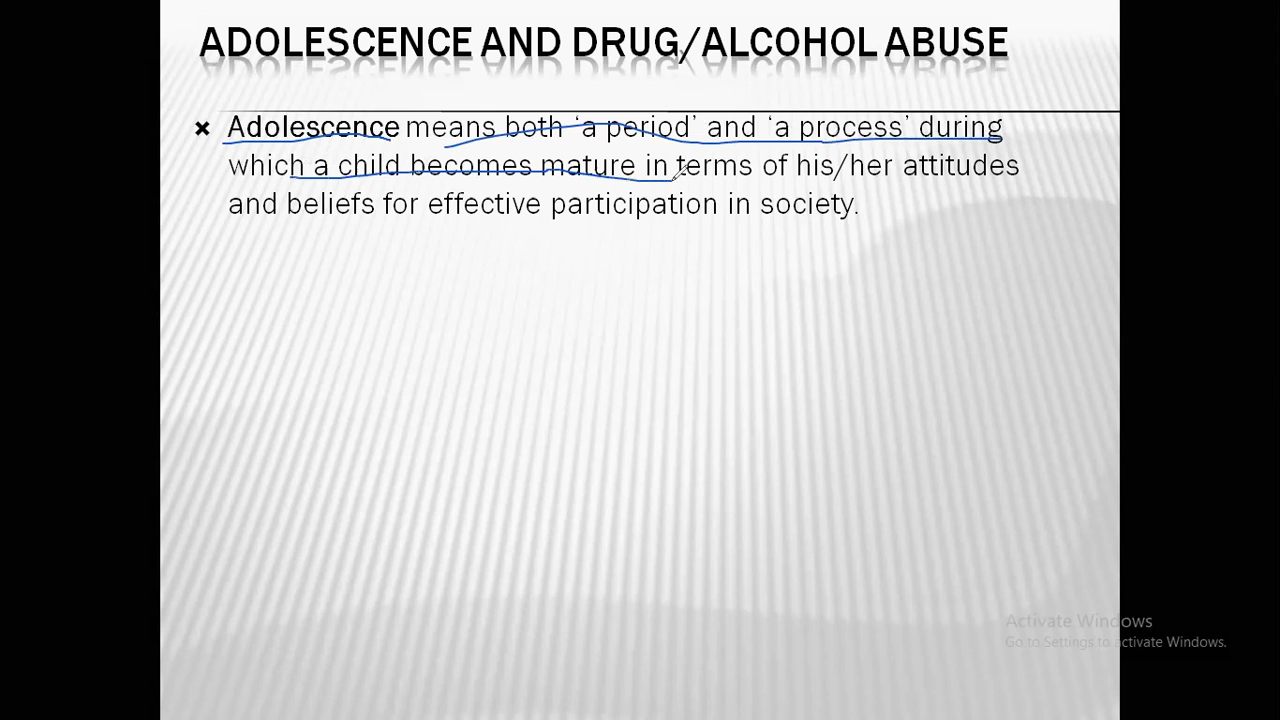 ADOLESCENCE AND DRUG/ALCOHOL ABUSE
Adolescence means both ‘a period’ and ‘a process’ during
which a child becomes mature in terms of his/her attitudes
and beliefs for effective participation in society.
Activate Windows
Go to Settings to activate Windows.